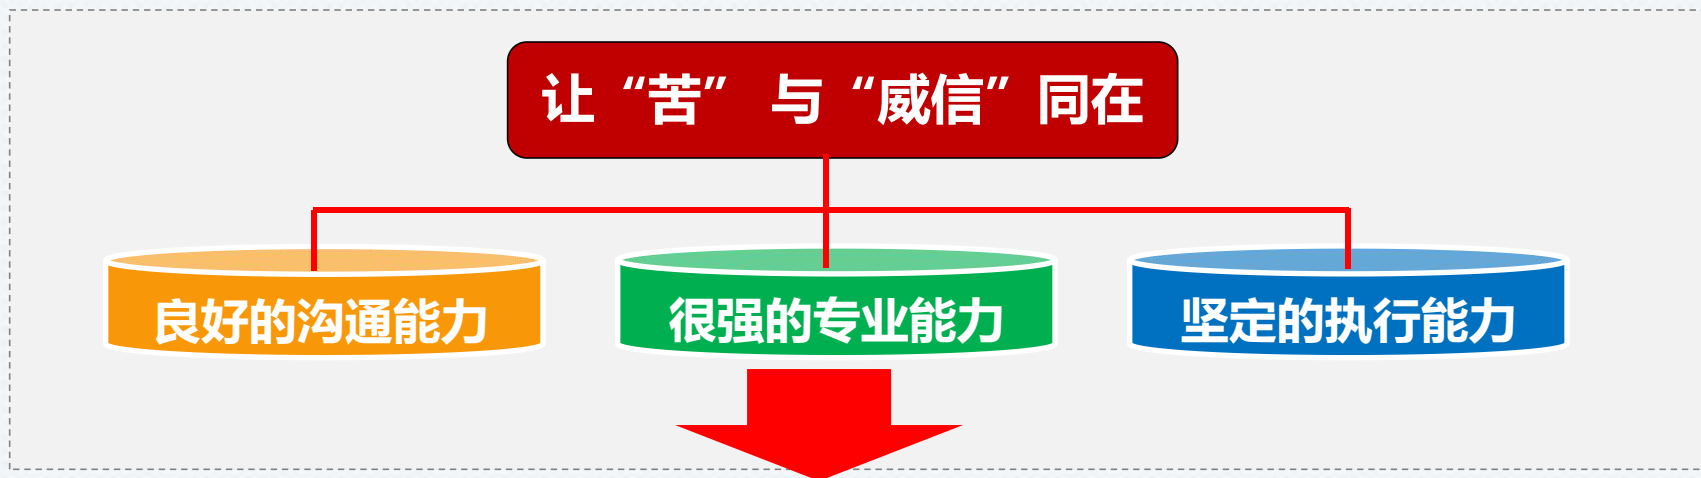 让“苦” 与“威信”同在
良好的沟通能力
很强的专业能力
坚定的执行能力